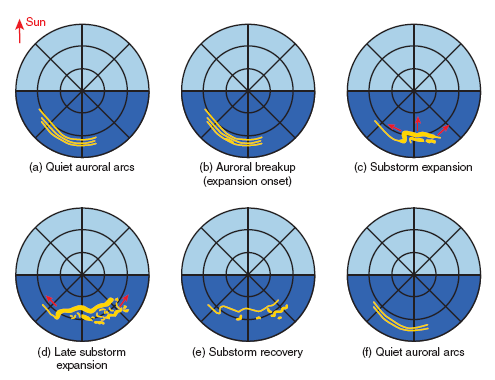 Sun
(a) Quiet auroral arcs
(b) Auroral breakup
(expansion onset)
(c) Substorm expansion
(d) Late substorm
expansion
(e) Substorm recovery
(f) Quiet auroral arcs